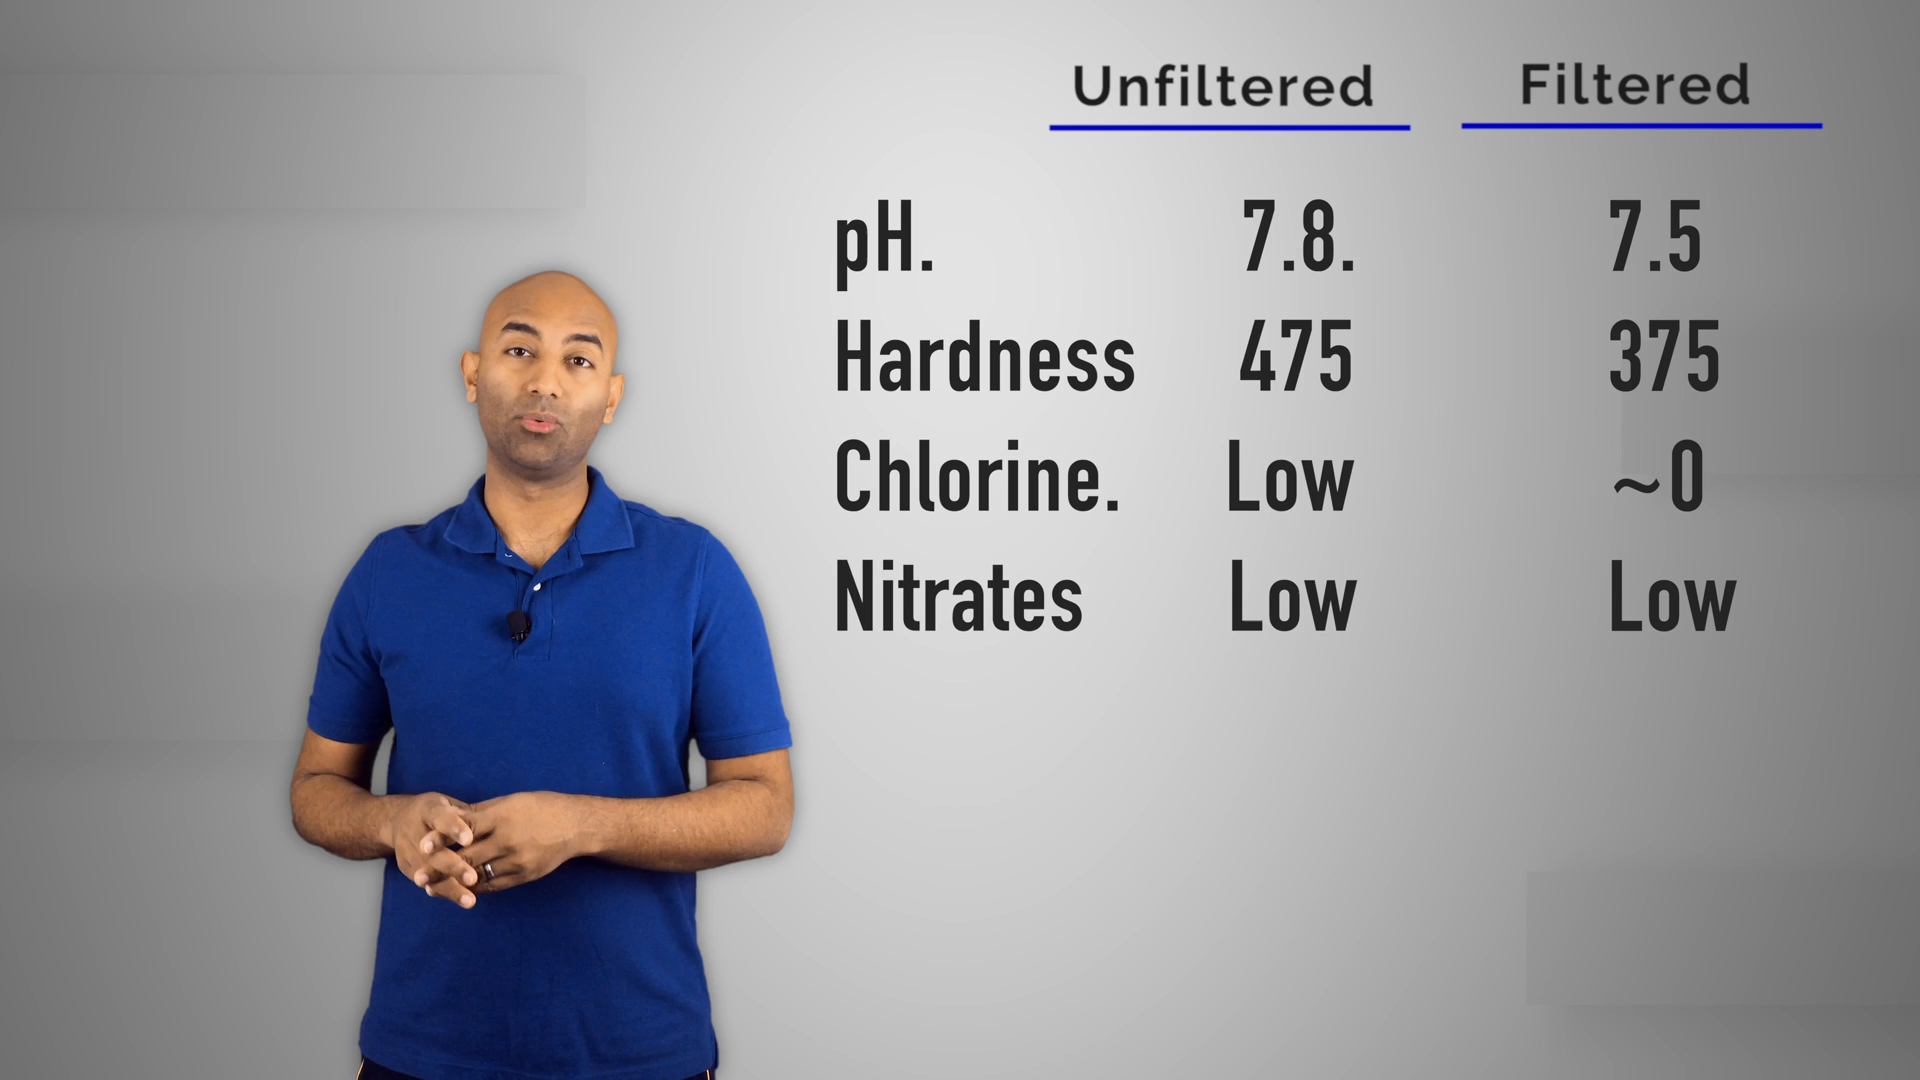 Unfiltered Filtered
pH. 7.8. 7.5
Hardness 475 375
Chlorine. Low ~0
Nitrates Low Low